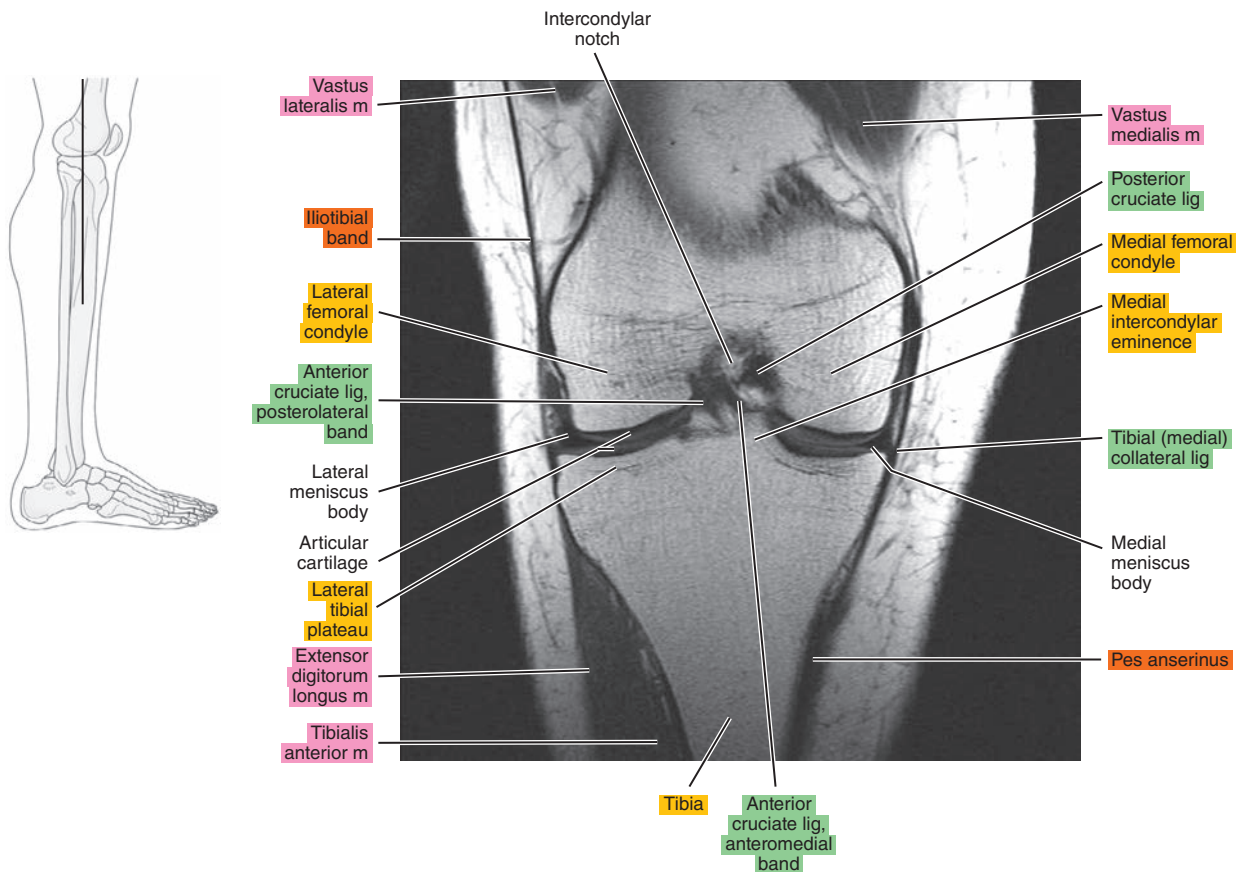 Intercondylar
notch
Vastus
lateralis m
Iliotibial
band
Lateral
femoral
condyle
Anterior
cruciate lig,
posterolateral
band
Lateral
meniscus
body
Articular
cartilage
Lateral
tibial
plateau
Extensor
digitorum
longus m
Tibialis
anterior m
Vastus
medialis m
Posterior
cruciate lig
Medial femoral
condyle
Medial
intercondylar
eminence
Tibial (medial)
collateral lig
Medial
meniscus
body
Pes anserinus
Tibia
Anterior
cruciate lig,
anteromedial
band